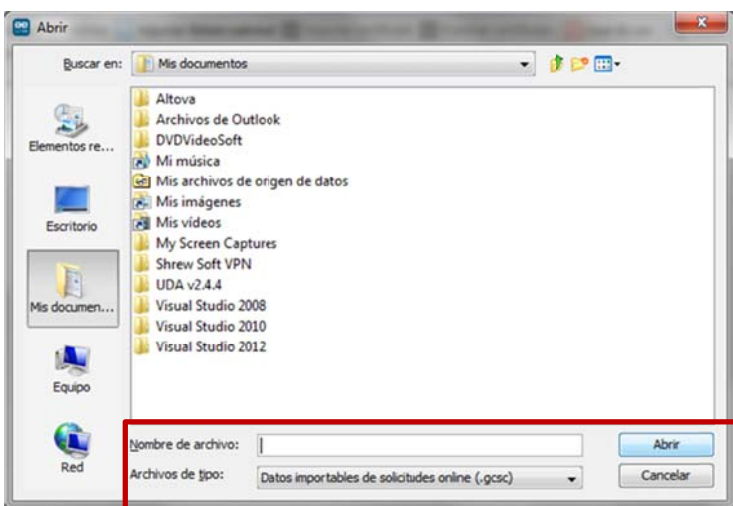 Abrir
Buscar en: Mis documentos
Elementos re...
Escritorio
Mis documen...
Equipo
Red
Altova
Archivos de Outlook
DVDVideoSoft
Mi música
Mis archivos de origen de datos
Mis imágenes
Mis vídeos
My Screen Captures
Shrew Soft VPN
UDA v2.4.4
Visual Studio 2008
Visual Studio 2010
Visual Studio 2012
Nombre de archivo: Abrir
Archivos de tipo: Datos importables de solicitudes online (.gcsc) Cancelar